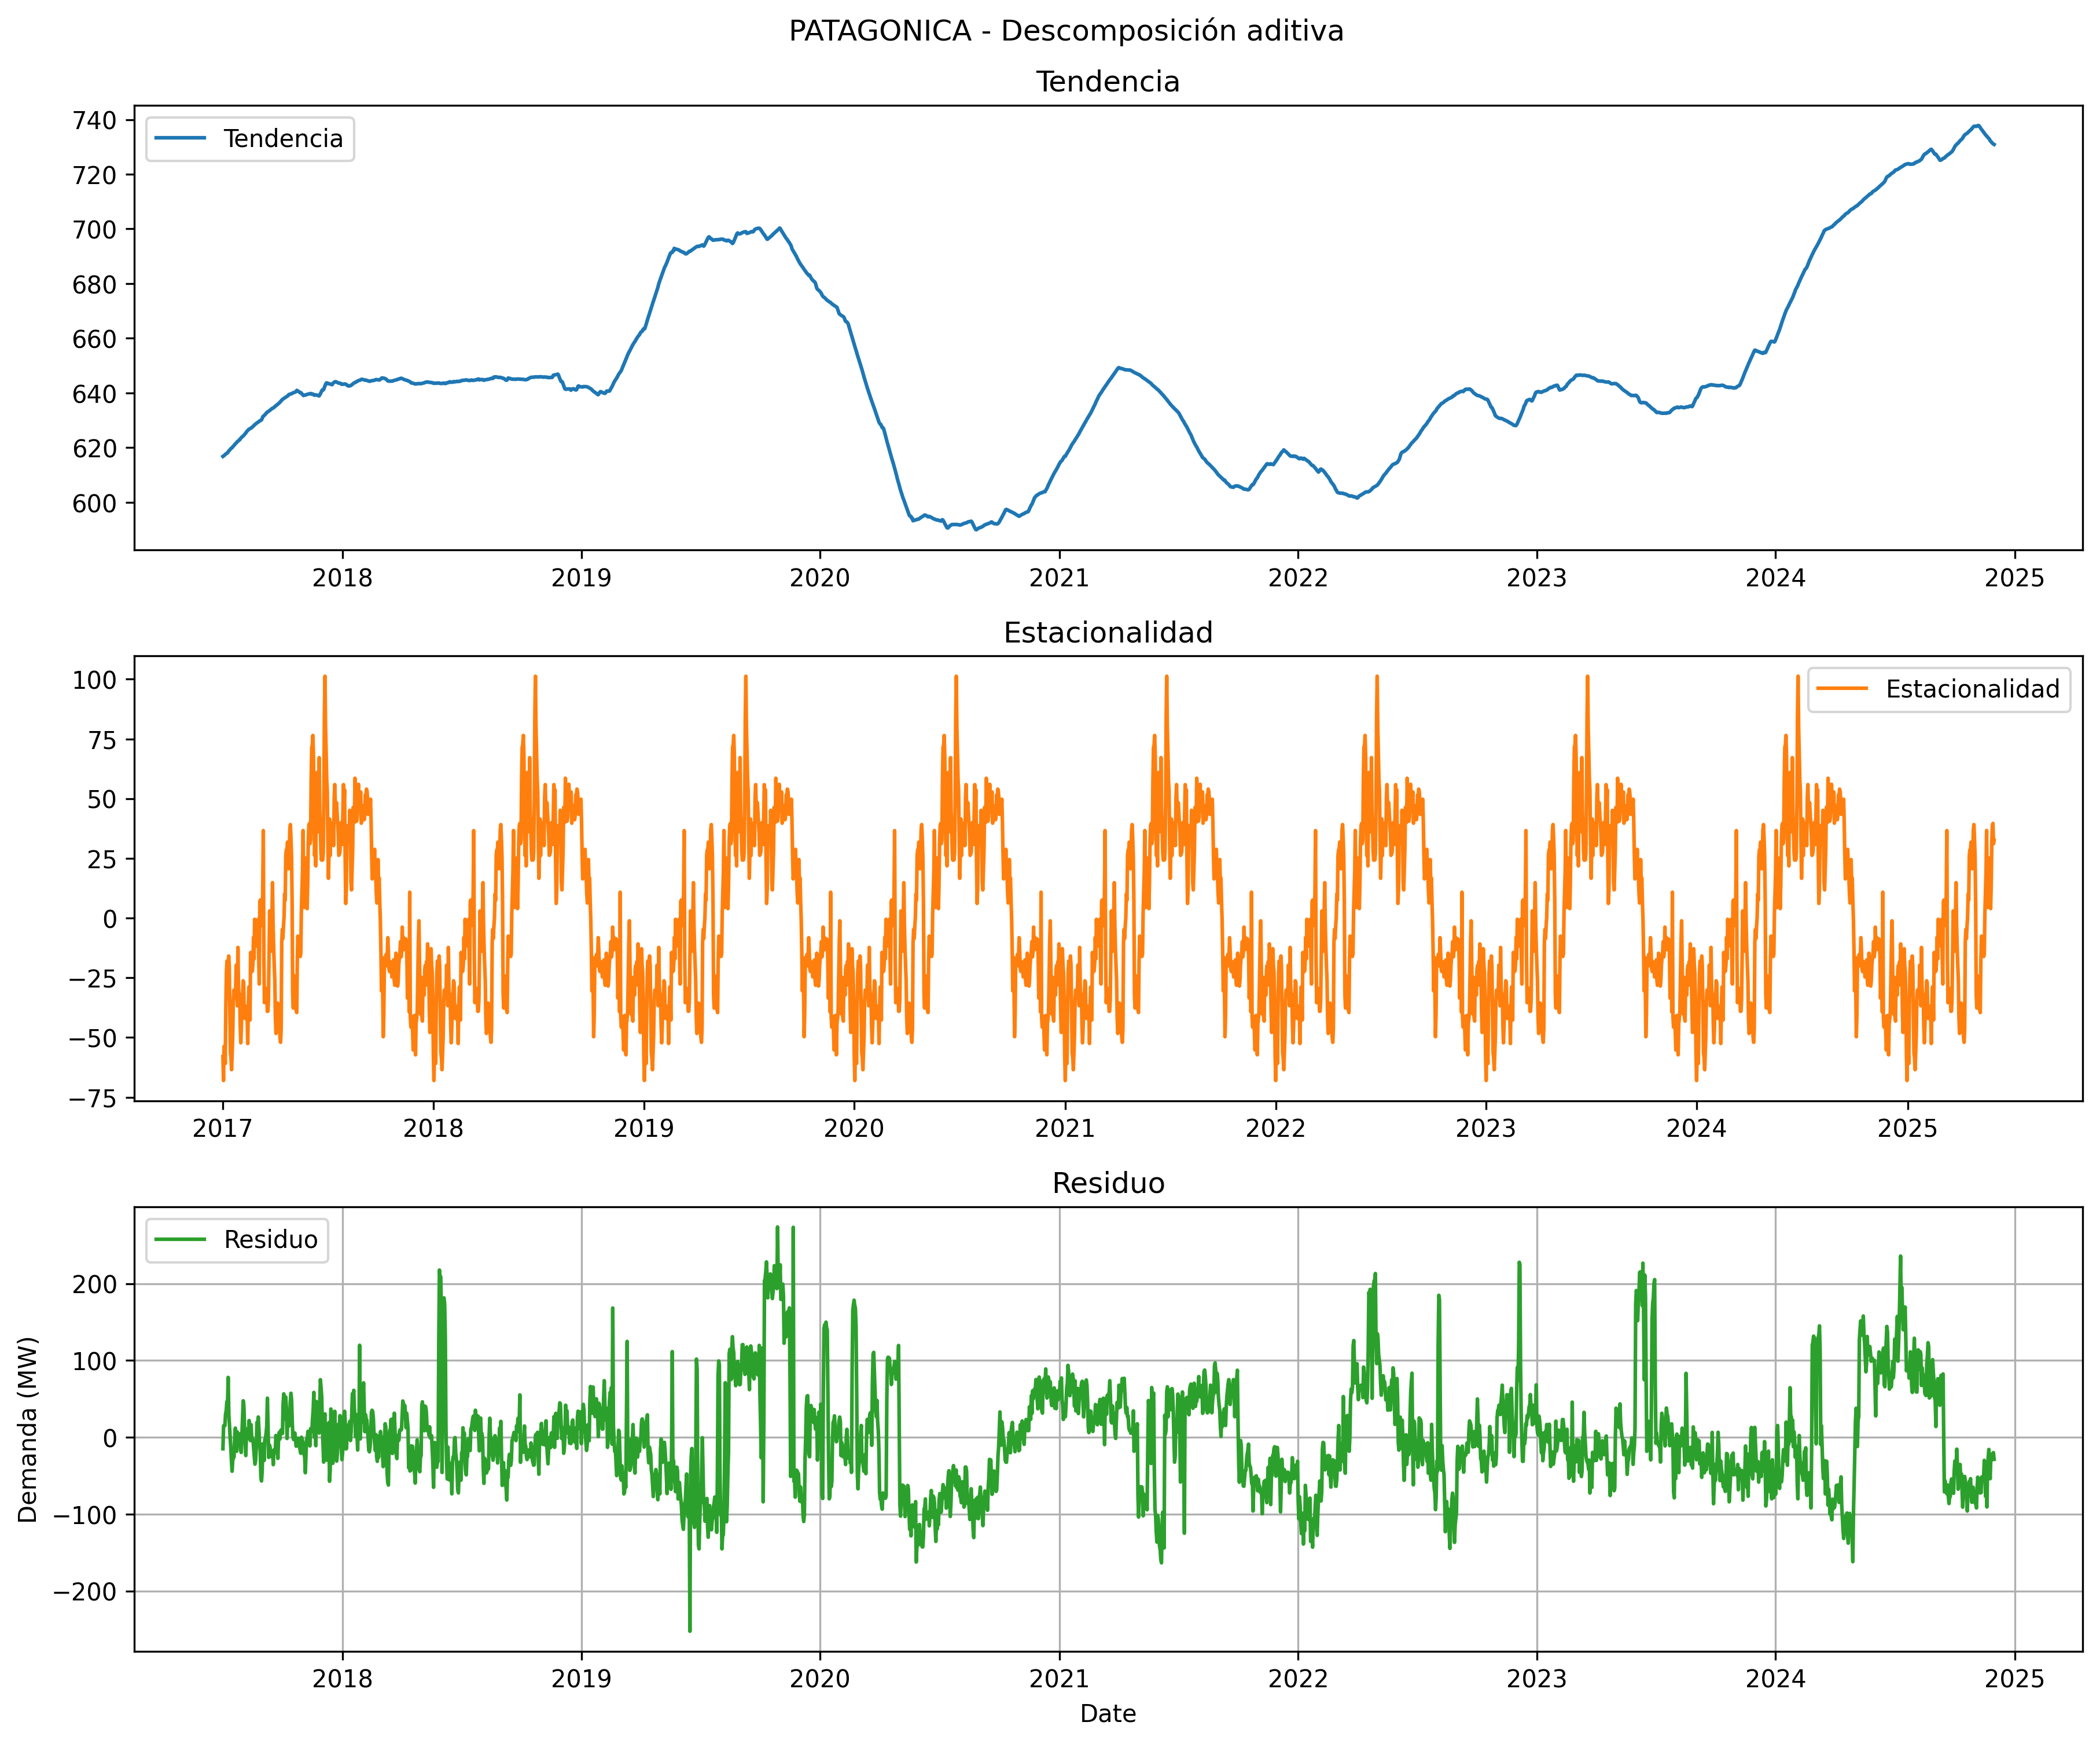 PATAGONICA - Descomposición aditiva
Tendencia
Tendencia
740
720
700
680
660
640
620
600
2018 2019 2020 2021 2022 2023 2024 2025
Estacionalidad
Estacionalidad
100
75
50
25
0
−25
−50
−75
2017 2018 2019 2020 2021 2022 2023 2024 2025
Residuo
Residuo
Demanda (MW)
200
100
0
−100
−200
2018 2019 2020 2021 2022 2023 2024 2025
Date